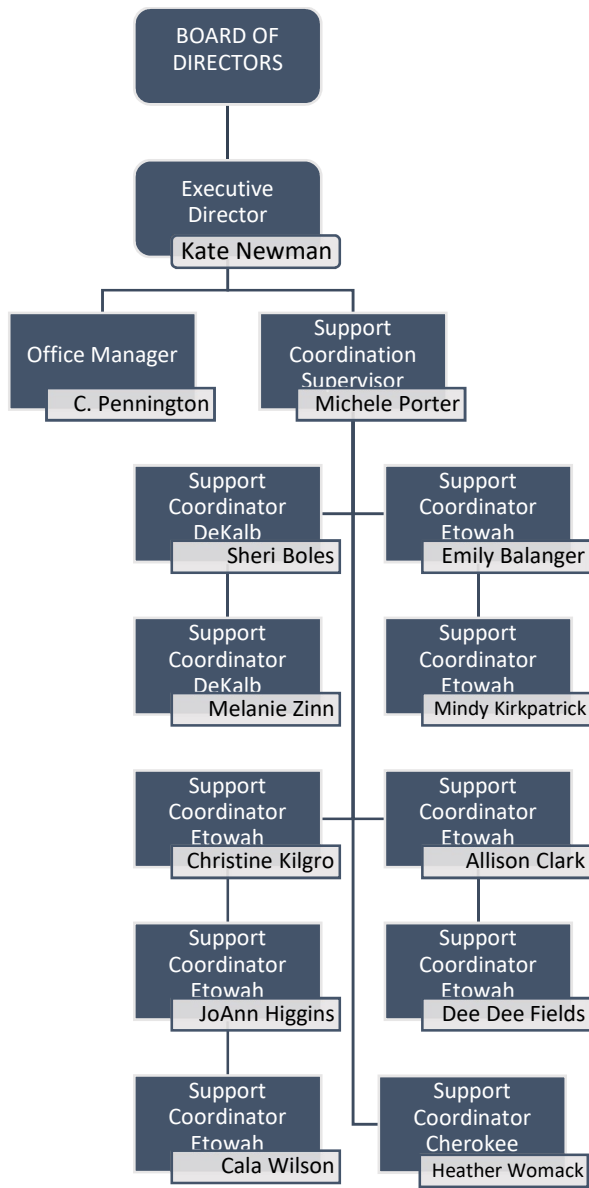 BOARD OF
DIRECTORS
Executive
Director
Kate Newman
Office Manager
C. Pennington
Support
Coordination
Supervisor
Michele Porter
Support
Coordinator
DeKalb
Sheri Boles
Support
Coordinator
Etowah
Emily Balanger
Support
Coordinator
DeKalb
Melanie Zinn
Support
Coordinator
Etowah
Mindy Kirkpatrick
Support
Coordinator
Etowah
Christine Kilgro
Support
Coordinator
Etowah
Allison Clark
Support
Coordinator
Etowah
JoAnn Higgins
Support
Coordinator
Etowah
Dee Dee Fields
Support
Coordinator
Etowah
Cala Wilson
Support
Coordinator
Cherokee
Heather Womack